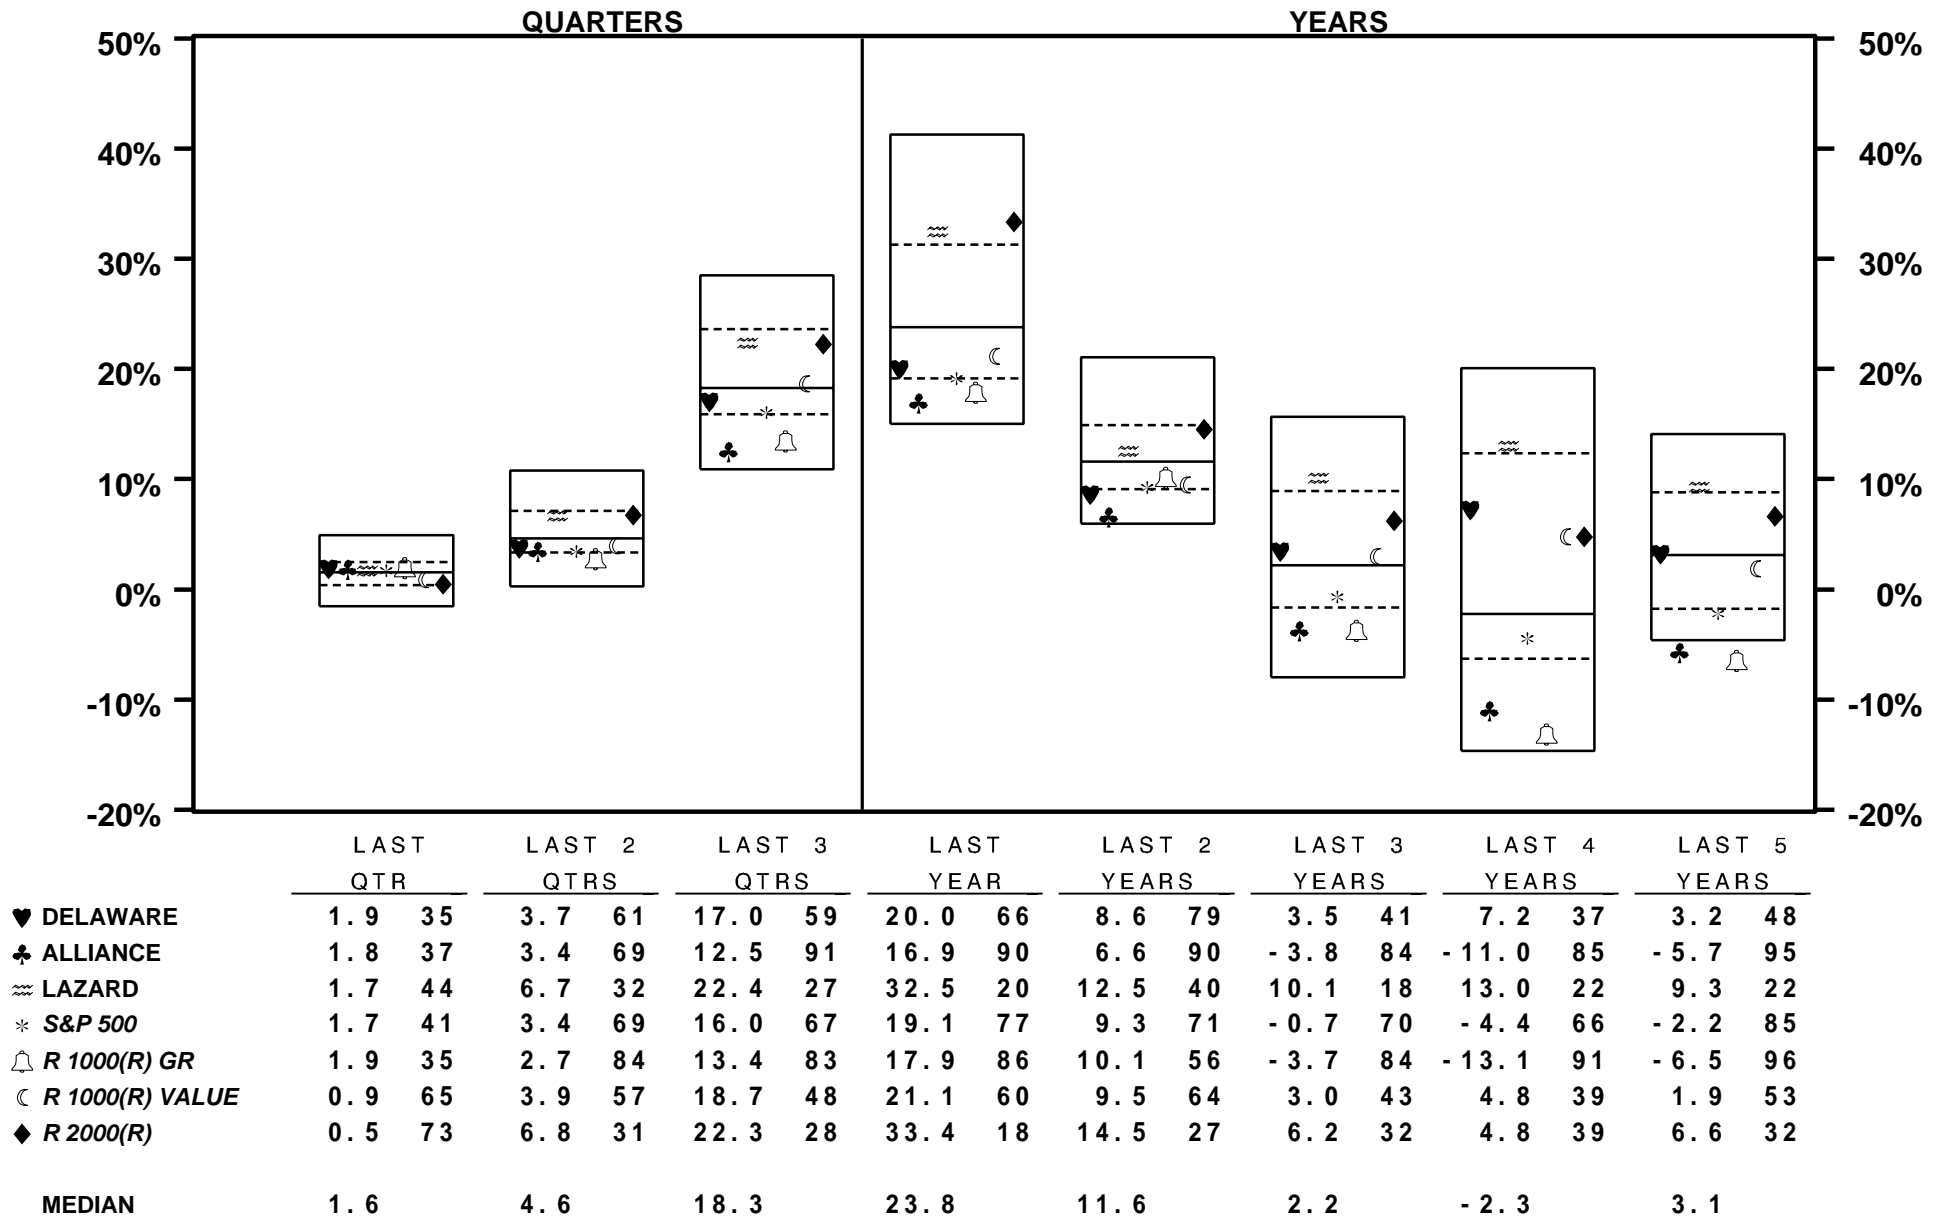 QUARTERS YEARS
50% 50%
40% 40%
30% 30%
20% 20%
10% 10%
0% 0%
-10% -10%
-20% -20%
LAST LAST 2 LAST 3 LAST LAST 2 LAST 3 LAST 4 LAST 5
QTR QTRS QTRS YEAR YEARS YEARS YEARS YEARS
♥ DELAWARE 1.9 35 3.7 61 17.0 59 20.0 66 8.6 79 3.5 41 7.2 37 3.2 48
♣ ALLIANCE 1.8 37 3.4 69 12.5 91 16.9 90 6.6 90 -3.8 84 -11.0 85 -5.7 95
LAZARD 1.7 44 6.7 32 22.4 27 32.5 20 12.5 40 10.1 18 13.0 22 9.3 22
* S&P 500 1.7 41 3.4 69 16.0 67 19.1 77 9.3 71 -0.7 70 -4.4 66 -2.2 85
R 1000(R) GR 1.9 35 2.7 84 13.4 83 17.9 86 10.1 56 -3.7 84 -13.1 91 -6.5 96
R 1000(R) VALUE 0.9 65 3.9 57 18.7 48 21.1 60 9.5 64 3.0 43 4.8 39 1.9 53
♦ R 2000(R) 0.5 73 6.8 31 22.3 28 33.4 18 14.5 27 6.2 32 4.8 39 6.6 32
MEDIAN 1.6 4.6 18.3 23.8 11.6 2.2 -2.3 3.1